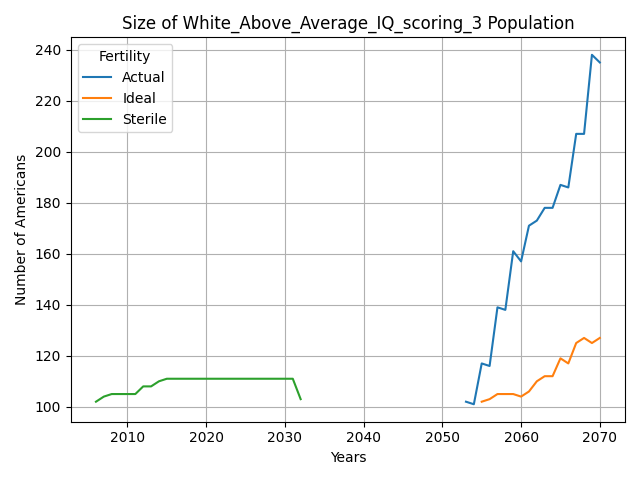 Size of White_Above_Average_IQ_scoring_3 Population
Fertility
Actual
Ideal
Sterile
Number of Americans
240
220
200
180
160
140
120
100
2010 2020 2030 2040 2050 2060 2070
Years